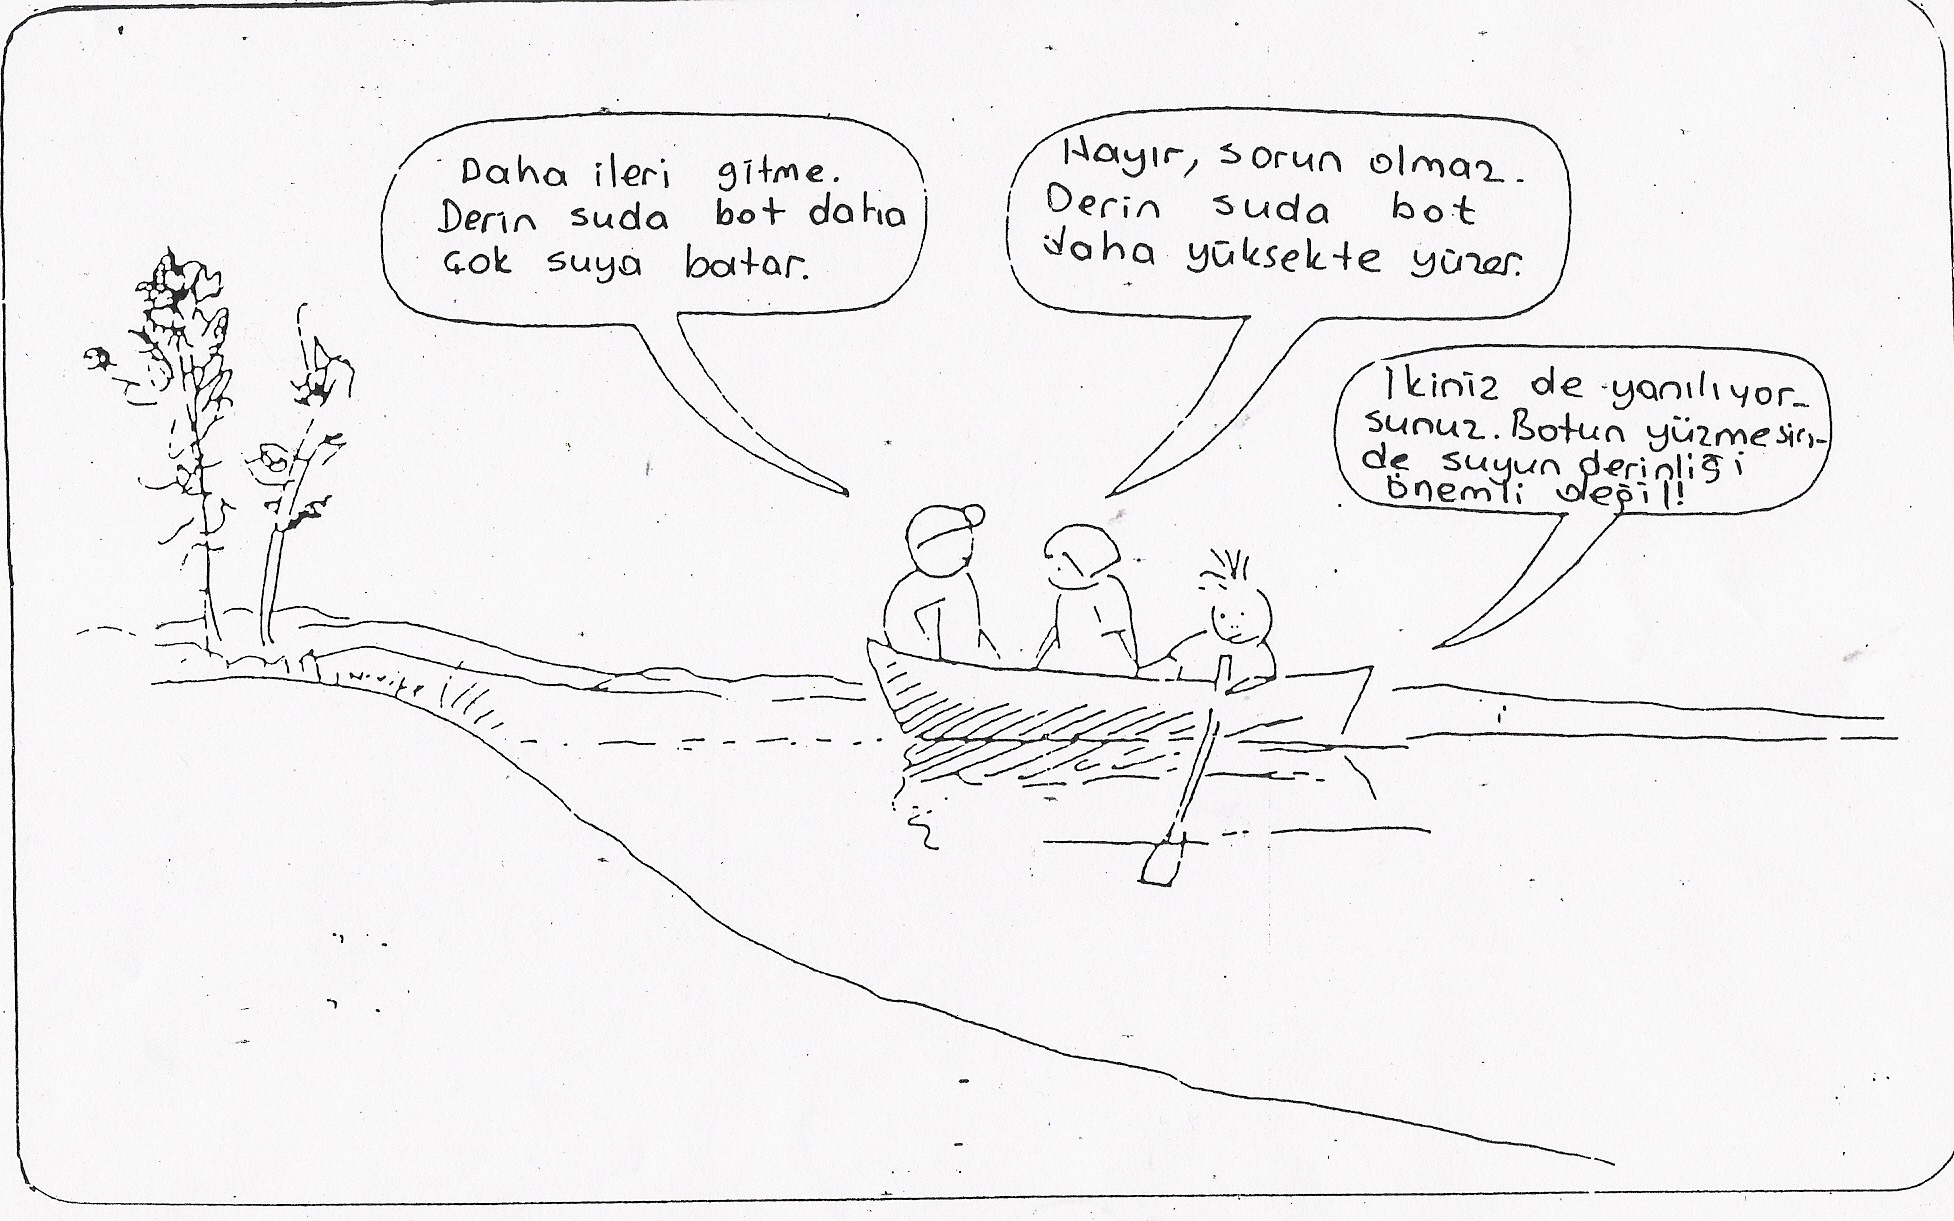 Daha ileri gitme.
Derin suda bot daha
çok suya batar.
Hayır, sorun olmaz.
Derin suda bot
daha yüksekte yüzer.
İkiniz de yanılıyor-
sunuz. Botun yüzmesin-
de suyun derinliği
önemli değil!